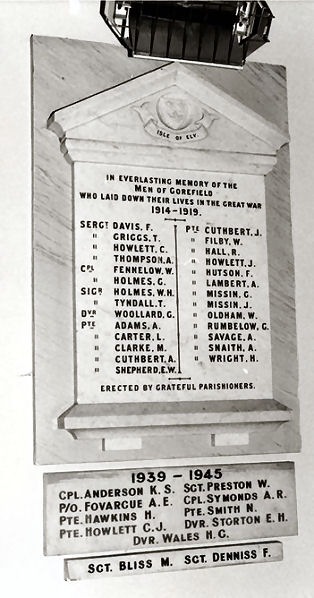 ISLE OF ELY.
IN EVERLASTING MEMORY OF THE
MEN OF GOREFIELD
WHO LAID DOWN THEIR LIVES IN THE GREAT WAR
1914-1919.
SERGT DAVIS, F.
" GRIGGS, T.
" HOWLETT, C.
" THOMPSON, A.
CPL FENNELOW, W.
" HOLMES, G.
SIGR HOLMES, W.H.
" TYNDALL, T.
DVR WOOLLARD, G.
PTE ADAMS, A.
" CARTER, L.
" CLARKE, M.
" CUTHBERT, A.
" SHEPHERD, E.W.
PTE CUTHBERT, J.
" FILBY, W.
" HALL, R.
" HOWLETT, J.
" HUTSON, F.
" LAMBERT, A.
" MISSIN, G.
" MISSIN, J.
" OLDHAM, W.
" RUMBELOW, G.
" SAVAGE, A.
" SNAITH, A.
" WRIGHT, H.
ERECTED BY GRATEFUL PARISHIONERS.
1939 - 1945
CPL. ANDERSON K. S. SGT. PRESTON W.
P/O. FOVARGUE A. E. CPL. SYMONDS A. R.
PTE. HAWKINS H. PTE. SMITH N.
PTE. HOWLETT C. J. DVR. STORTON E. H.
DVR. WALES H. C.
SGT. BLISS M. SGT. DENNISS F.